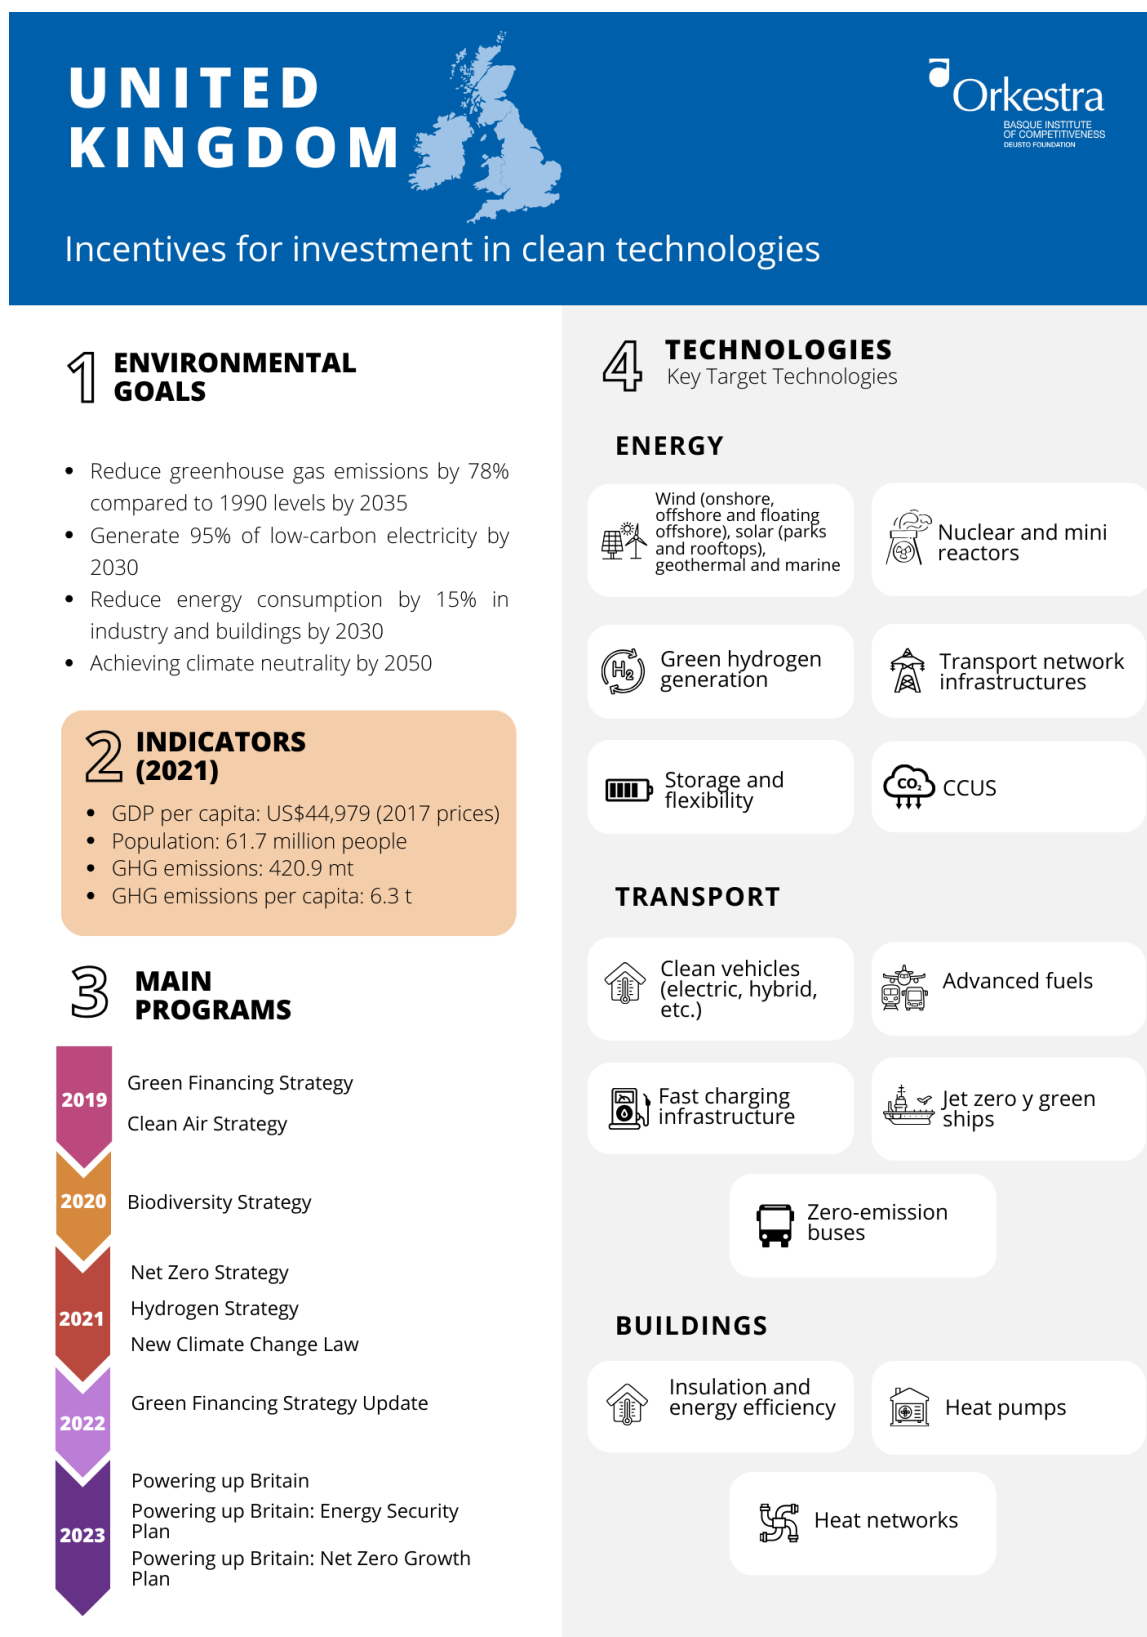 UNITED
KINGDOM
Orkestra
BASQUE INSTITUTE
OF COMPETITIVENESS
DEUSTO FOUNDATION
Incentives for investment in clean technologies
1 ENVIRONMENTAL
GOALS
• Reduce greenhouse gas emissions by 78%
compared to 1990 levels by 2035
• Generate 95% of low-carbon electricity by
2030
• Reduce energy consumption by 15% in
industry and buildings by 2030
• Achieving climate neutrality by 2050
2 INDICATORS
(2021)
• GDP per capita: US$44,979 (2017 prices)
• Population: 61.7 million people
• GHG emissions: 420.9 mt
• GHG emissions per capita: 6.3 t
3 MAIN
PROGRAMS
2019
Green Financing Strategy
Clean Air Strategy
2020
Biodiversity Strategy
2021
Net Zero Strategy
Hydrogen Strategy
New Climate Change Law
2022
Green Financing Strategy Update
2023
Powering up Britain
Powering up Britain: Energy Security
Plan
Powering up Britain: Net Zero Growth
Plan
4 TECHNOLOGIES
Key Target Technologies
ENERGY
Wind (onshore,
offshore and floating
offshore), solar (parks
and rooftops),
geothermal and marine
Nuclear and mini
reactors
H2
Green hydrogen
generation
Transport network
infrastructures
Storage and
flexibility
CO2
CCUS
TRANSPORT
Clean vehicles
(electric, hybrid,
etc.)
Advanced fuels
Fast charging
infrastructure
Jet zero y green
ships
Zero-emission
buses
BUILDINGS
Insulation and
energy efficiency
Heat pumps
Heat networks